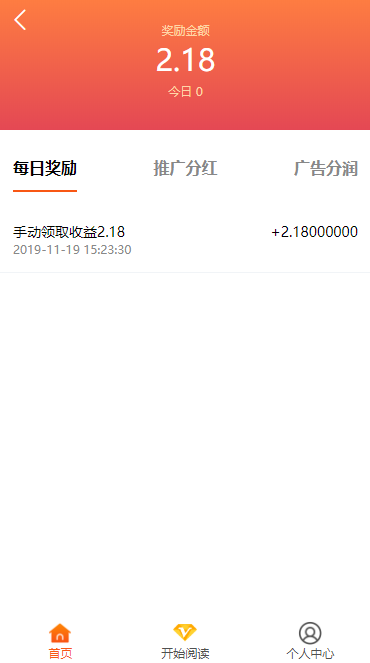 奖励金额
2.18
今日 0
每日奖励 推广分红 广告分润
手动领取收益2.18 +2.18000000
2019-11-19 15:23:30
首页 开始阅读 个人中心